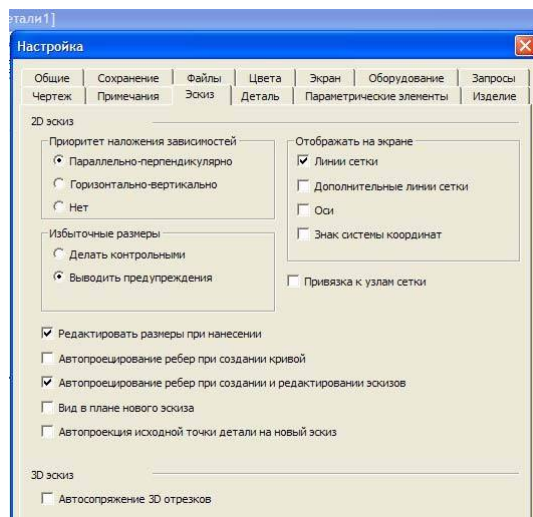 етали1]
Настройка
Общие Сохранение Файлы Цвета Экран Оборудование Запросы
Чертеж Примечания Эскиз Деталь Параметрические элементы Изделие
2D эскиз
Приоритет наложения зависимостей
Параллельно-перпендикулярно
Горизонтально-вертикально
Нет
Отображать на экране
Линии сетки
Дополнительные линии сетки
Оси
Знак системы координат
Избыточные размеры
Делать контрольными
Выводить предупреждения
Привязка к узлам сетки
Редактировать размеры при нанесении
Автопроецирование ребер при создании кривой
Автопроецирование ребер при создании и редактировании эскизов
Вид в плане нового эскиза
Автопроекция исходной точки детали на новый эскиз
3D эскиз
Автосопряжение 3D отрезков